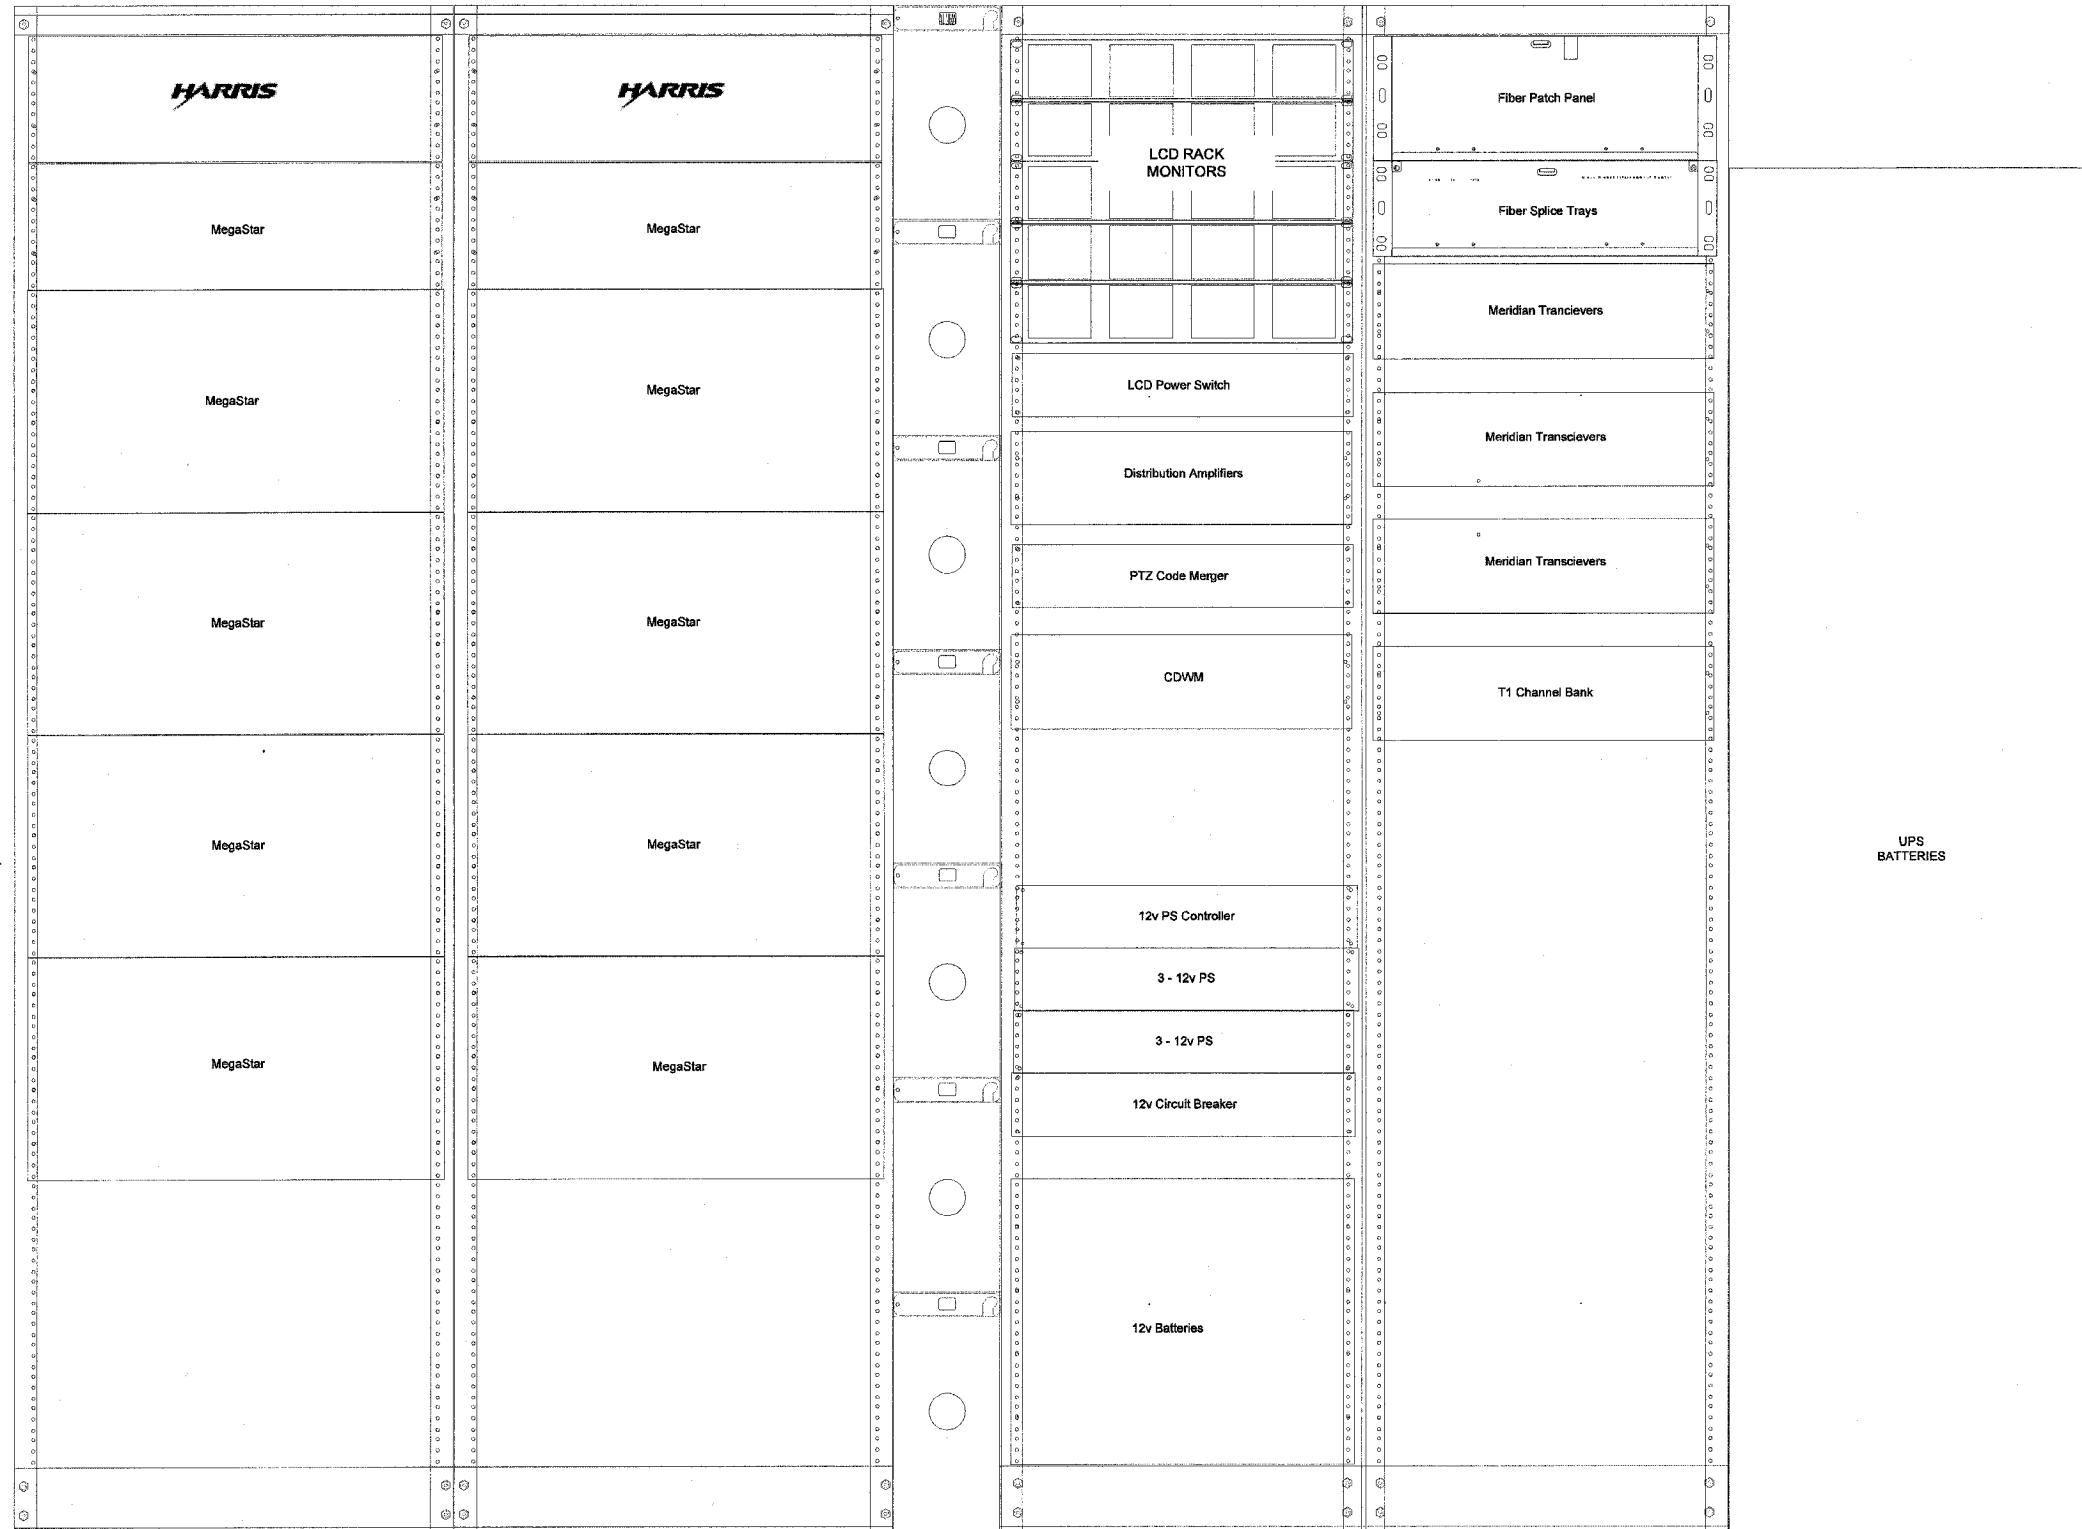 HARRIS
MegaStar
MegaStar
MegaStar
MegaStar
MegaStar
HARRIS
MegaStar
MegaStar
MegaStar
MegaStar
MegaStar
LCD RACK
MONITORS
LCD Power Switch
Distribution Amplifiers
PTZ Code Merger
CDWM
12v PS Controller
3 - 12v PS
3 - 12v PS
12v Circuit Breaker
12v Batteries
Fiber Patch Panel
Fiber Splice Trays
Meridian Trancievers
Meridian Transcievers
Meridian Transcievers
T1 Channel Bank
UPS
BATTERIES